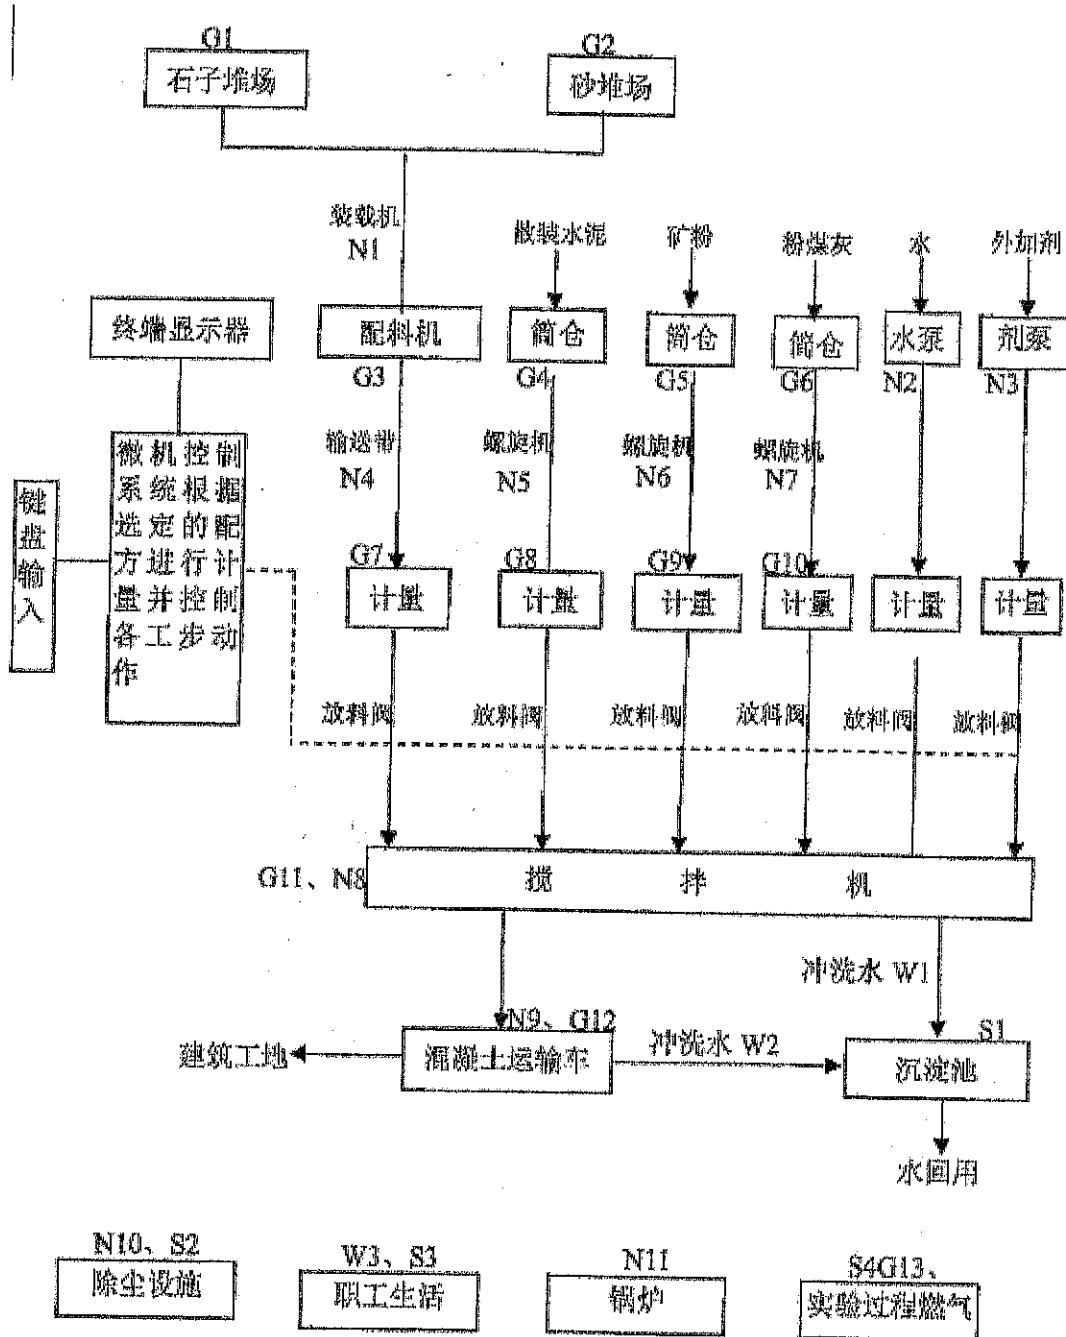 G1
G2
石子堆场
砂堆场
装载机
N1
散装水泥
矿粉
粉煤灰
水
外加剂
终端显示器
配料机
筒仓
筒仓
筒仓
水泵
剂泵
G3
G4
G5
G6
N2
N3
输送带
N4
螺旋机
N5
螺旋机
N6
螺旋机
N7
键盘输入
微机控制
系统根据
选定的配
方进行计
量并控制
各工步动
作
G7
G8
G9
G10
计量
计量
计量
计量
计量
计量
放料阀
放料阀
放料阀
放料阀
放料阀
放料阀
G11、N8
搅拌机
冲洗水 W1
N9、G12
S1
建筑工地
混凝土运输车
冲洗水 W2
沉淀池
水回用
N10、S2
除尘设施
W3、S3
职工生活
N11
锅炉
S4G13、
实验过程燃气